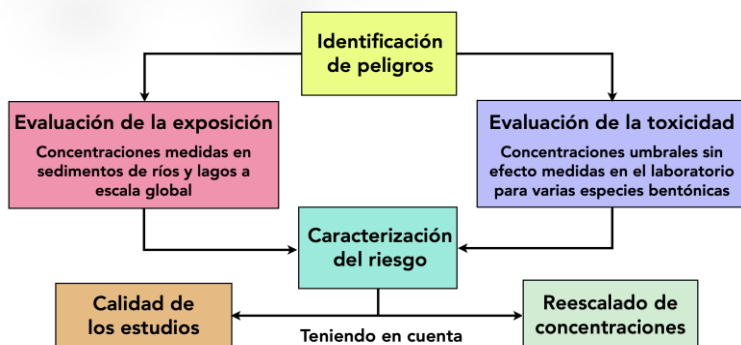 Identificación
de peligros
Evaluación de la exposición
Concentraciones medidas en
sedimentos de ríos y lagos a
escala global
Evaluación de la toxicidad
Concentraciones umbrales sin
efecto medidas en el laboratorio
para varias especies bentónicas
Caracterización
del riesgo
Calidad de
los estudios
Teniendo en cuenta
Reescalado de
concentraciones